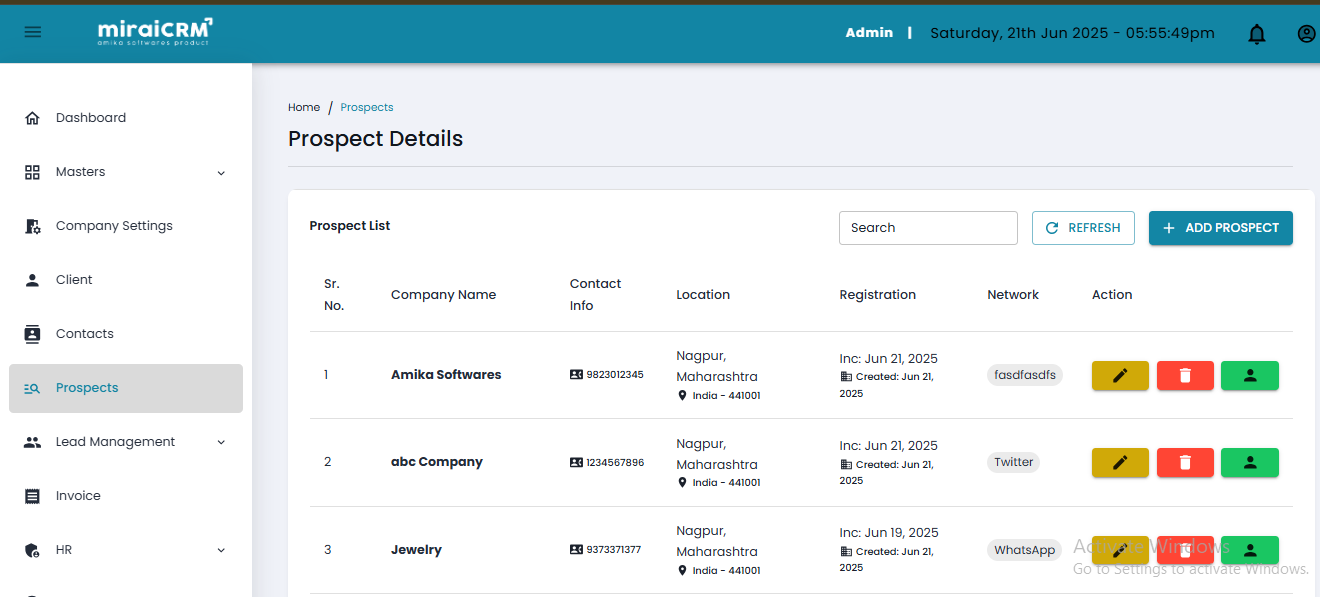 miraiCRM
amika softwares product
Admin | Saturday, 21th Jun 2025 - 05:55:49pm
Dashboard
Masters
Company Settings
Client
Contacts
Prospects
Lead Management
Invoice
HR
Home / Prospects
Prospect Details
Prospect List
Search
REFRESH
+ ADD PROSPECT
Sr. No.
Company Name
Contact Info
Location
Registration
Network
Action
1
Amika Softwares
9823012345
Nagpur,
Maharashtra
India - 441001
Inc: Jun 21, 2025
Created: Jun 21,
2025
fasdfasdfs
2
abc Company
1234567896
Nagpur,
Maharashtra
India - 441001
Inc: Jun 21, 2025
Created: Jun 21,
2025
Twitter
3
Jewelry
9373371377
Nagpur,
Maharashtra
India - 441001
Inc: Jun 19, 2025
Created: Jun 21,
2025
WhatsApp
Activate Windows
Go to Settings to activate Windows.